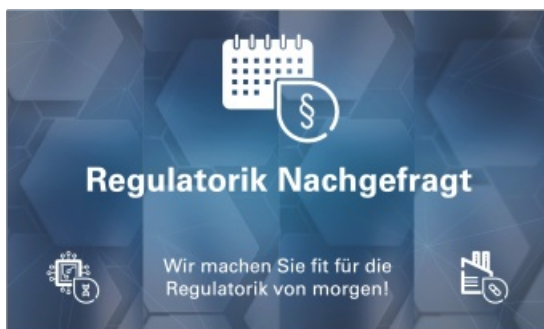 §
Regulatorik Nachgefragt
Wir machen Sie fit für die
Regulatorik von morgen!